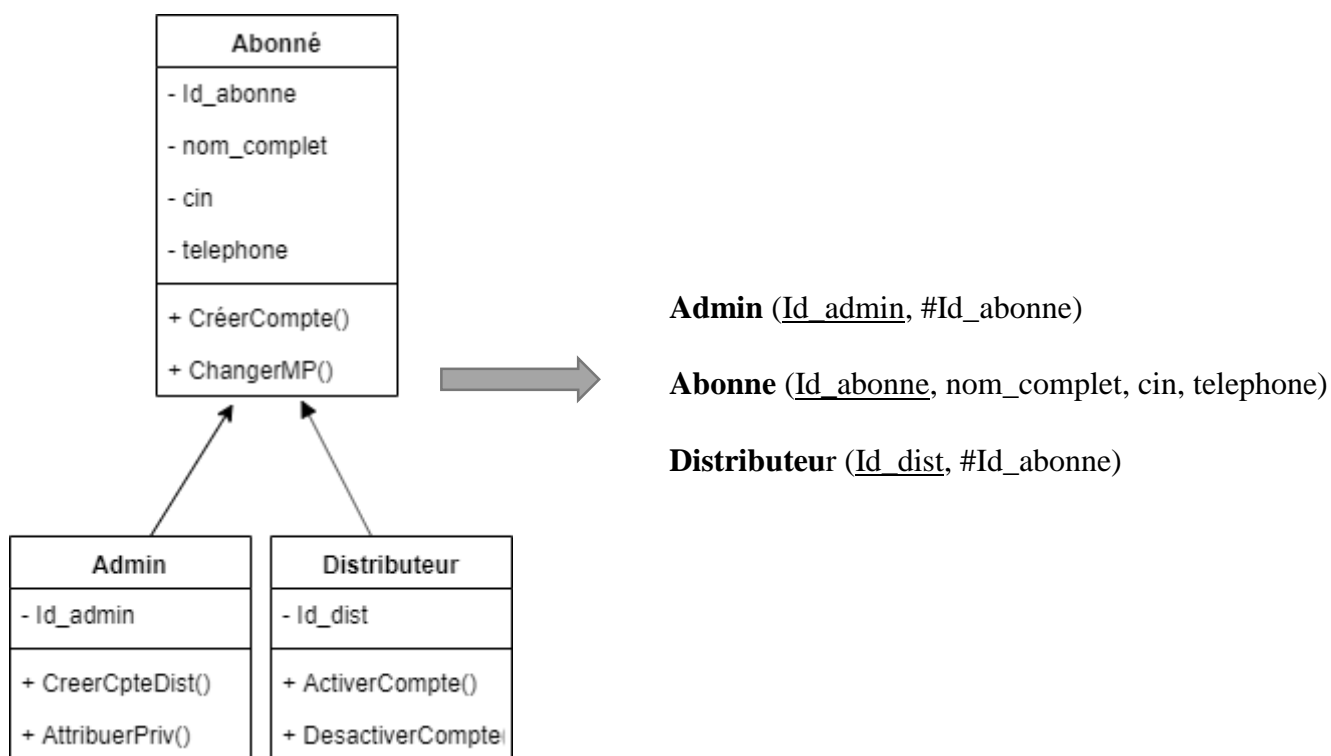 Abonné
- Id_abonne
- nom_complet
- cin
- telephone
+ CréerCompte()
+ ChangerMP()
Admin (Id_admin, #Id_abonne)
Abonne (Id_abonne, nom_complet, cin, telephone)
Distributeur (Id_dist, #Id_abonne)
Admin
- Id_admin
+ CreerCpteDist()
+ AttribuerPriv()
Distributeur
- Id_dist
+ ActiverCompte()
+ DesactiverCompte(